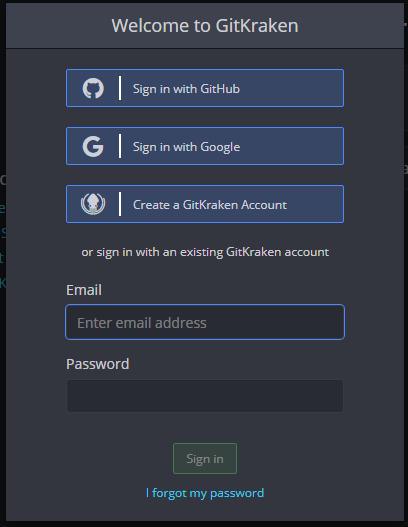 Welcome to GitKraken
Sign in with GitHub
Sign in with Google
Create a GitKraken Account
or sign in with an existing GitKraken account
Email
Enter email address
Password
Sign in
I forgot my password